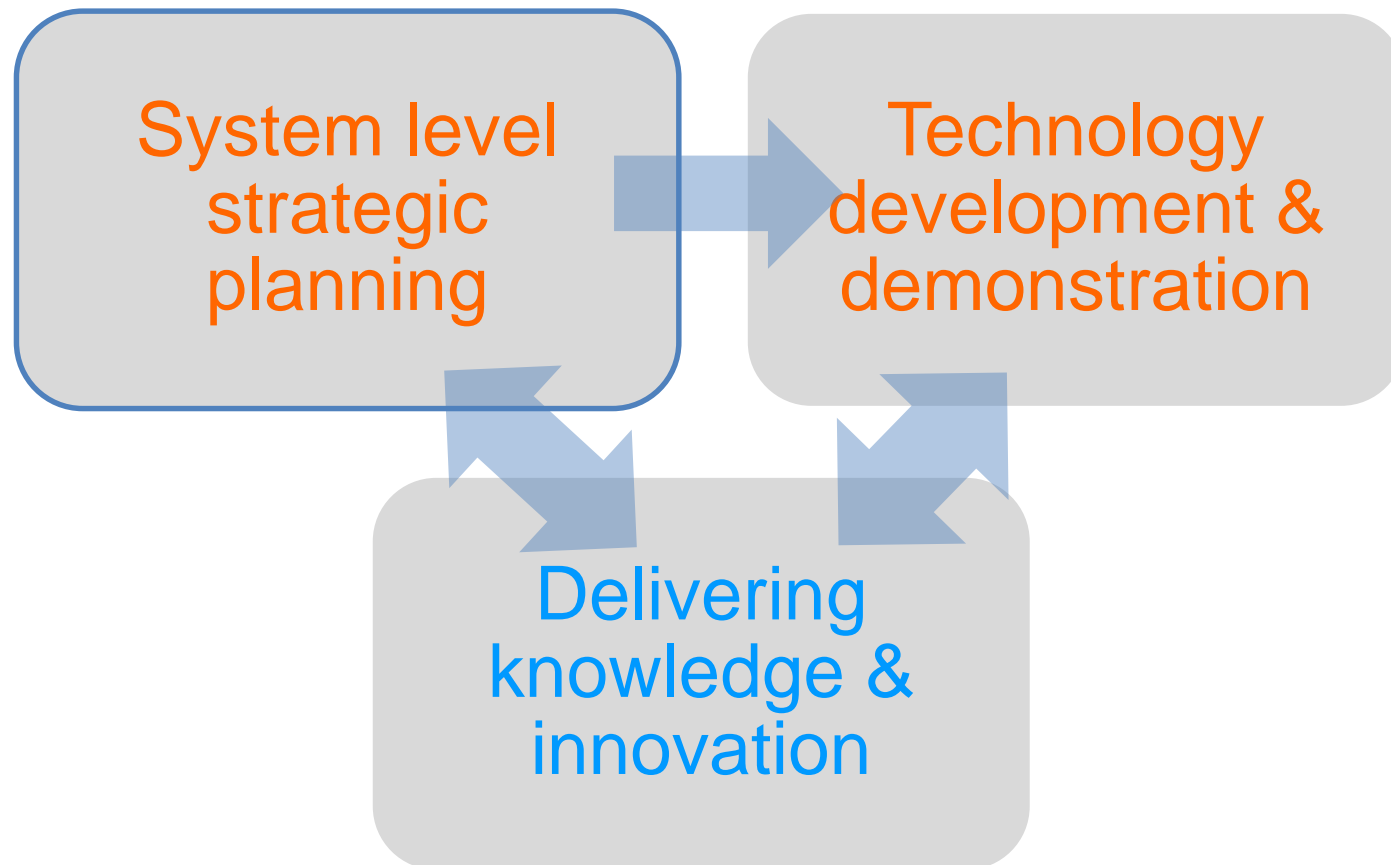 System level
strategic
planning
Technology
development &
demonstration
Delivering
knowledge &
innovation